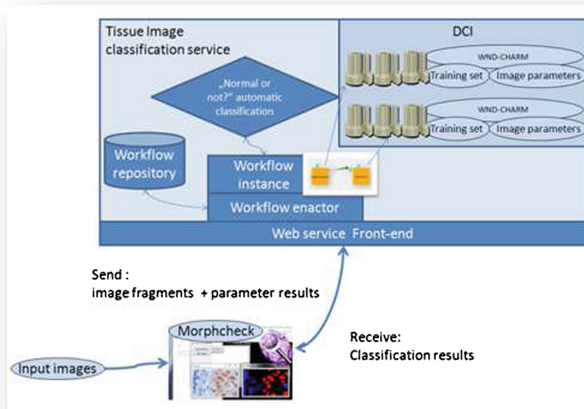 Tissue Image
classification service
DCI
WND-CHARM
Training set
Image parameters
WND-CHARM
Training set
Image parameters
„Normal or
not?" automatic
classification
Workflow
repository
Workflow
instance
Workflow enactor
Web service Front-end
Send :
image fragments + parameter results
Morphcheck
Receive:
Classification results
Input images